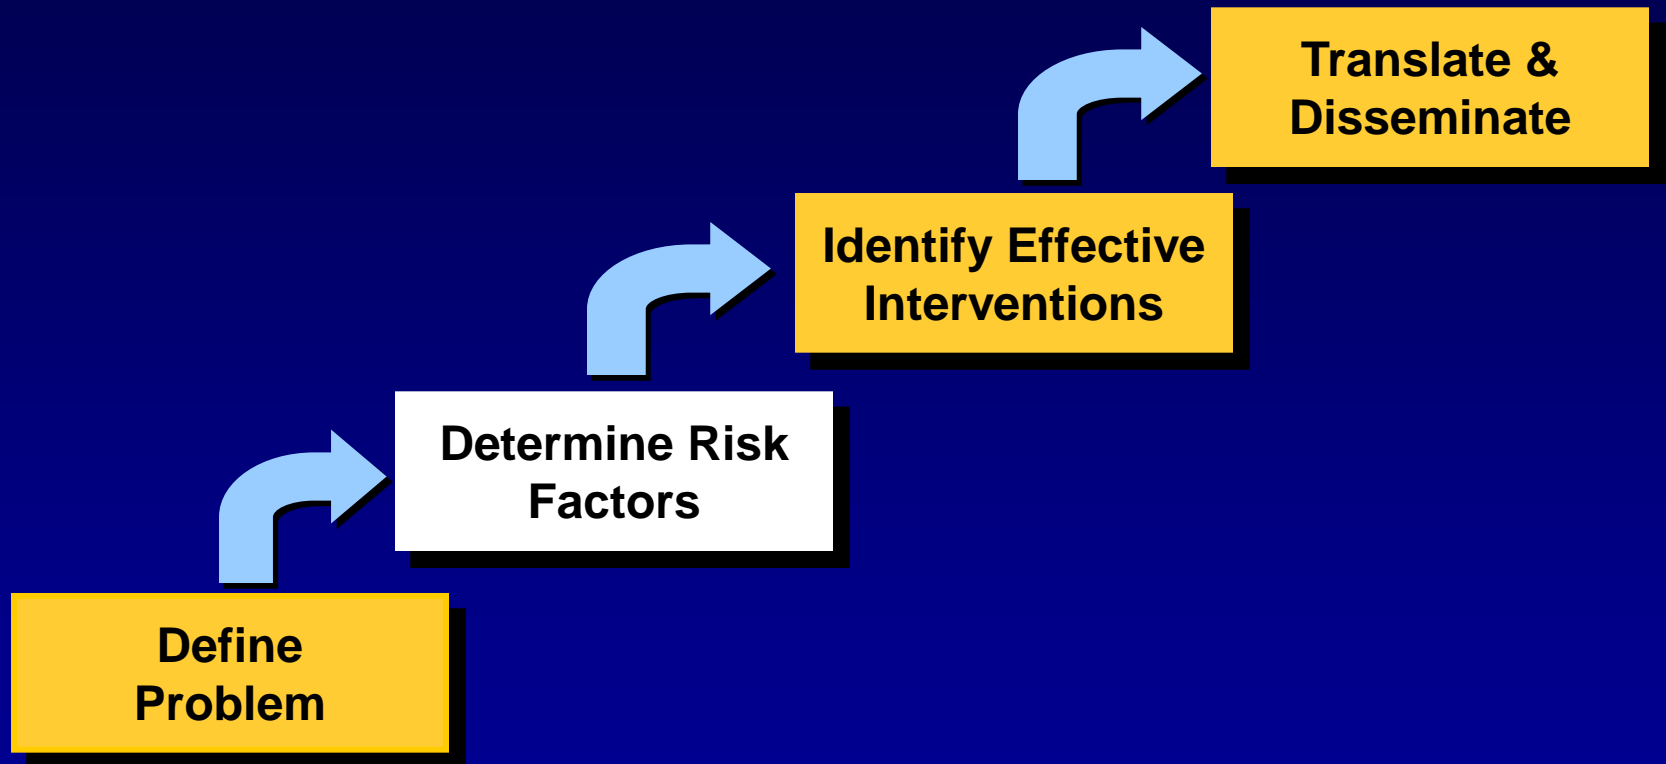 Translate &
Disseminate
Identify Effective
Interventions
Determine Risk
Factors
Define
Problem